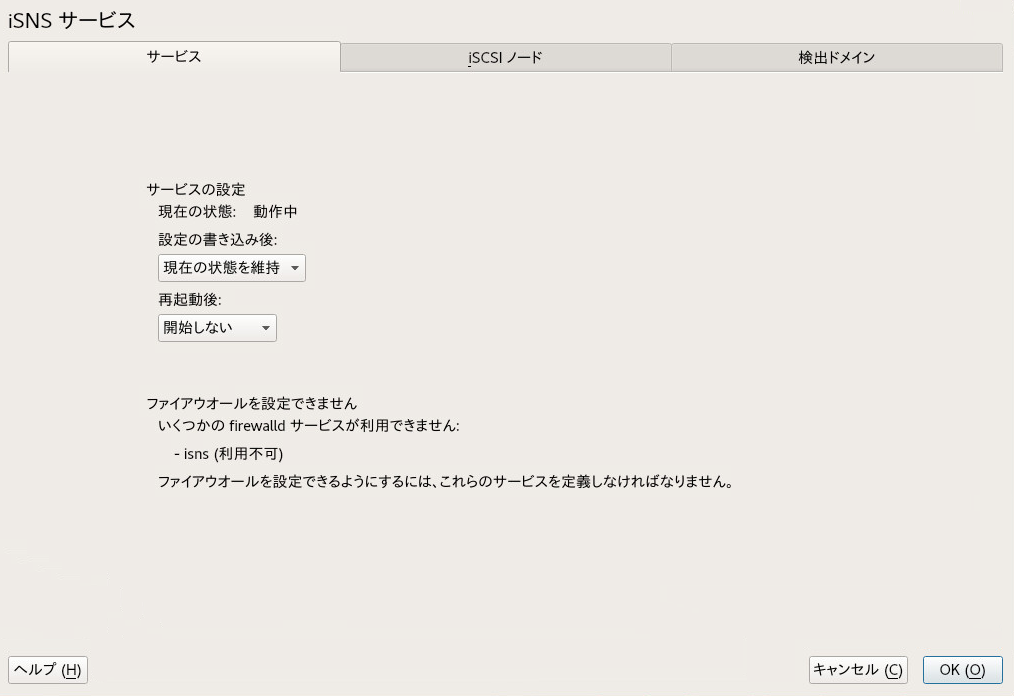 iSNS サービス
サービス
iSCSI ノード
検出ドメイン
サービスの設定
現在の状態: 動作中
設定の書き込み後:
現在の状態を維持
再起動後:
開始しない
ファイアウオールを設定できません
いくつかの firewalld サービスが利用できません:
- isns (利用不可)
ファイアウオールを設定できるようにするには、これらのサービスを定義しなければなりません。
ヘルプ (H)
キャンセル (C)
OK (O)